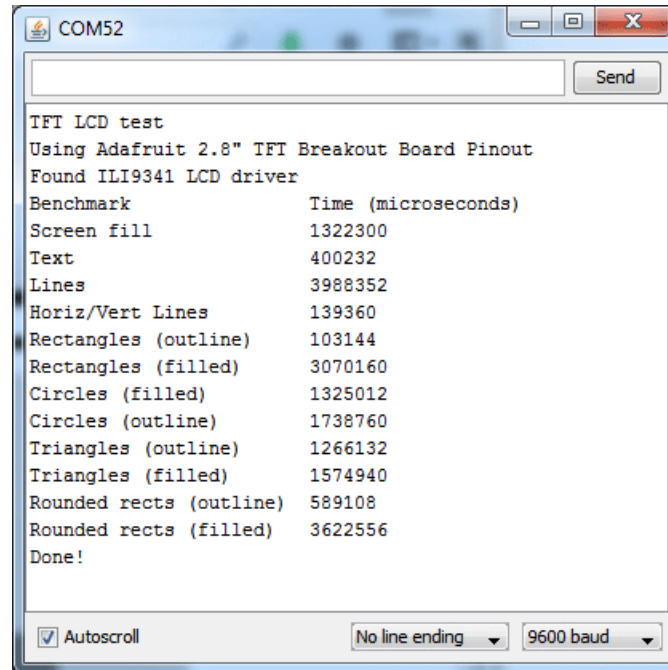 COM52
Send
TFT LCD test
Using Adafruit 2.8" TFT Breakout Board Pinout
Found ILI9341 LCD driver
Benchmark Time (microseconds)
Screen fill 1322300
Text 400232
Lines 3988352
Horiz/Vert Lines 139360
Rectangles (outline) 103144
Rectangles (filled) 3070160
Circles (filled) 1325012
Circles (outline) 1738760
Triangles (outline) 1266132
Triangles (filled) 1574940
Rounded rects (outline) 589108
Rounded rects (filled) 3622556
Done!
Autoscroll No line ending 9600 baud